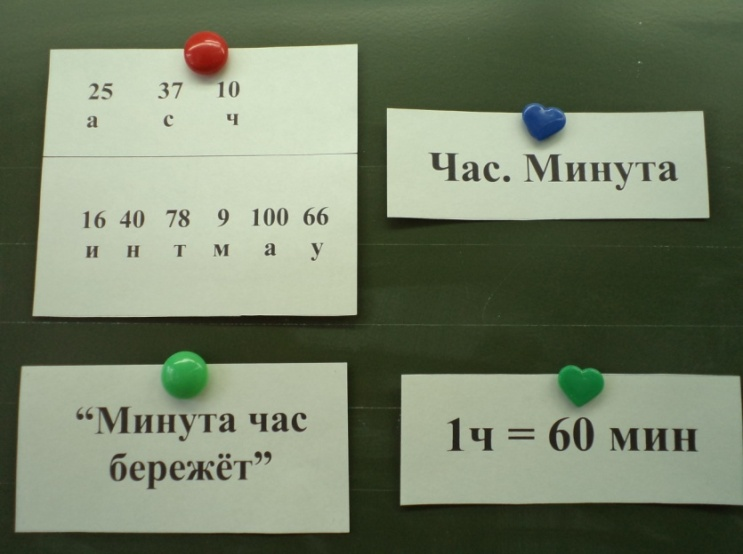 25 37 10
а с ч
16 40 78 9 100 66
и н т м а у
Час. Минута
“Минута час
бережёт”
1ч = 60 мин